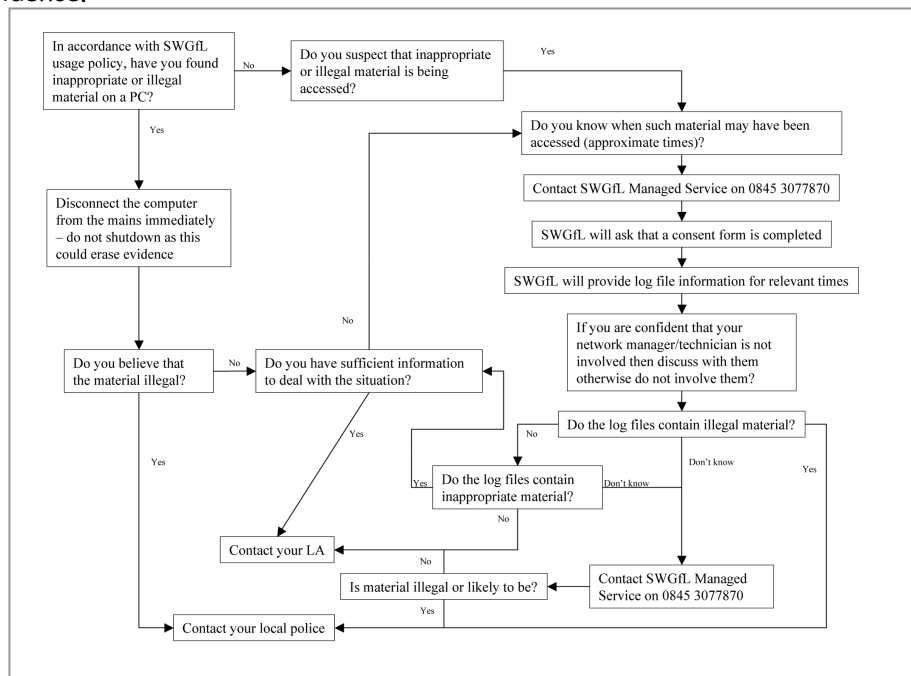 In accordance with SWGfL
usage policy, have you found
inappropriate or illegal
material on a PC?
No
Do you suspect that inappropriate
or illegal material is being
accessed?
Yes
Yes
Do you know when such material may have been
accessed (approximate times)?
Contact SWGfL Managed Service on 0845 3077870
Disconnect the computer
from the mains immediately
– do not shutdown as this
could erase evidence
SWGfL will ask that a consent form is completed
SWGfL will provide log file information for relevant times
No
If you are confident that your
network manager/technician is not
involved then discuss with them
otherwise do not involve them?
Do you believe that
the material illegal?
No
Do you have sufficient information
to deal with the situation?
Do the log files contain illegal material?
Yes
Yes
No
Don't know
Yes
Yes
Do the log files contain
inappropriate material?
Don't know
No
Contact your LA
No
Is material illegal or likely to be?
Contact SWGfL Managed
Service on 0845 3077870
Yes
Contact your local police